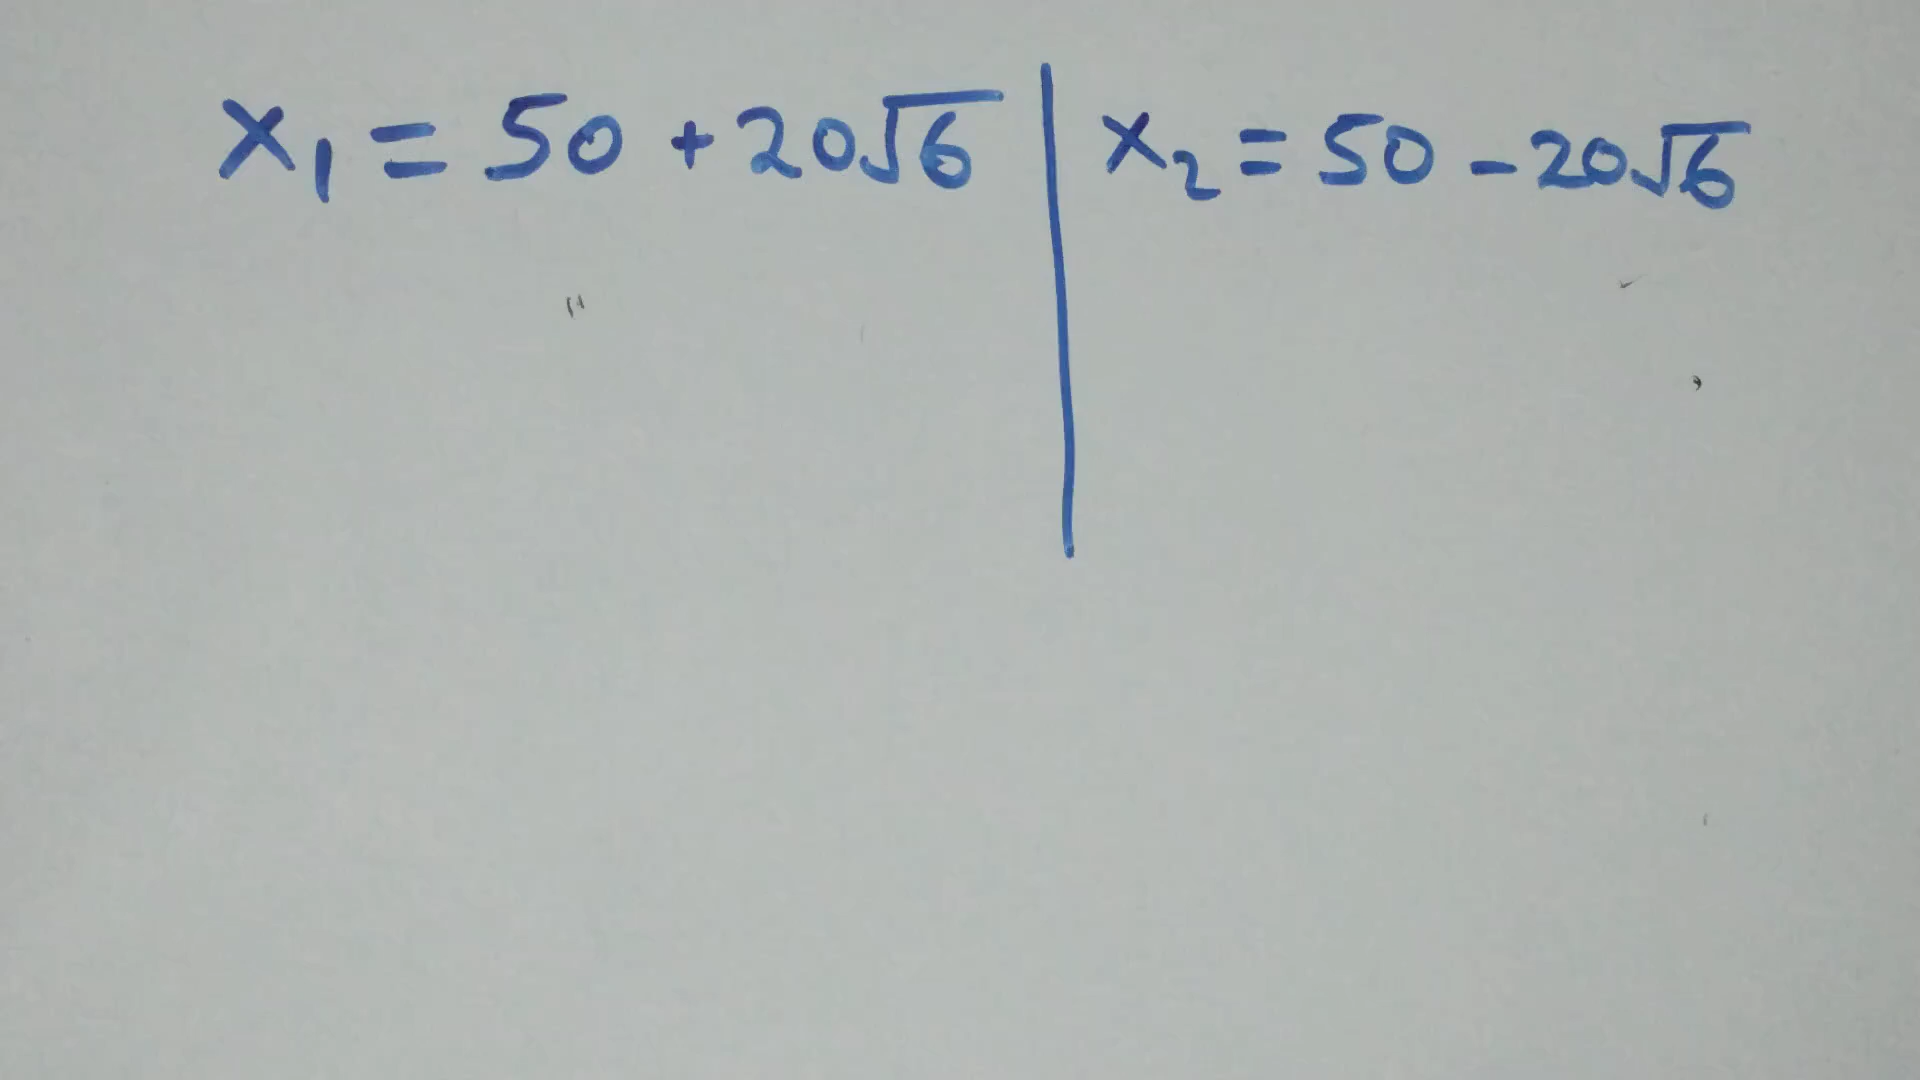 x₁ = 50 + 20√6 | x₂ = 50 - 20√6